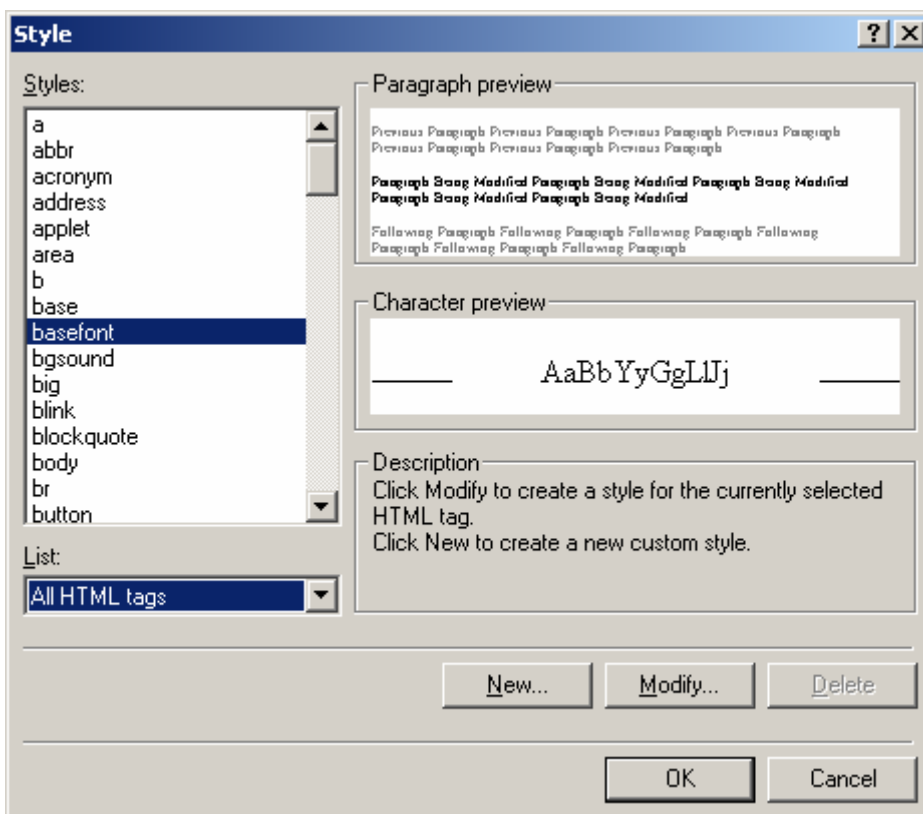 Style
Styles:
a
abbr
acronym
address
applet
area
b
base
basefont
bgsound
big
blink
blockquote
body
br
button
List:
All HTML tags
Paragraph preview
Previous Paragraph Previous Paragraph Previous Paragraph Previous Paragraph
Previous Paragraph Previous Paragraph Previous Paragraph
Paragraph Being Modified Paragraph Being Modified Paragraph Being Modified
Paragraph Being Modified Paragraph Being Modified
Following Paragraph Following Paragraph Following Paragraph Following
Paragraph Following Paragraph Following Paragraph
Character preview
AaBbYyGgLlJj
Description
Click Modify to create a style for the currently selected
HTML tag.
Click New to create a new custom style.
New...
Modify...
Delete
OK
Cancel